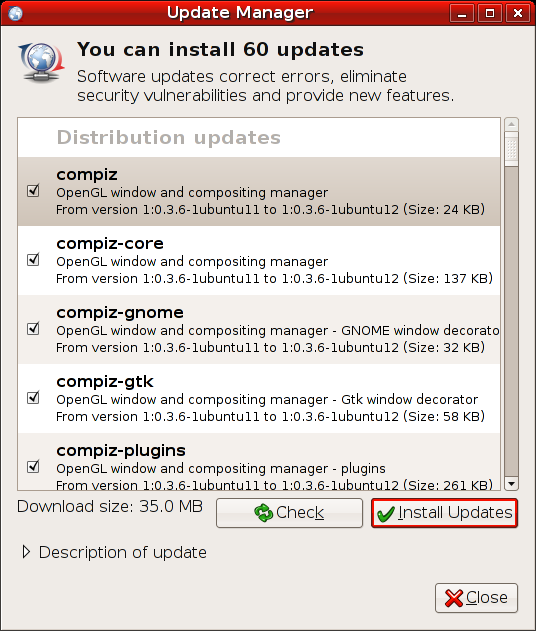 Update Manager
You can install 60 updates
Software updates correct errors, eliminate
security vulnerabilities and provide new features.
Distribution updates
compiz
OpenGL window and compositing manager
From version 1:0.3.6-1ubuntu11 to 1:0.3.6-1ubuntu12 (Size: 24 KB)
compiz-core
OpenGL window and compositing manager
From version 1:0.3.6-1ubuntu11 to 1:0.3.6-1ubuntu12 (Size: 137 KB)
compiz-gnome
OpenGL window and compositing manager - GNOME window decorato
From version 1:0.3.6-1ubuntu11 to 1:0.3.6-1ubuntu12 (Size: 32 KB)
compiz-gtk
OpenGL window and compositing manager - Gtk window decorator
From version 1:0.3.6-1ubuntu11 to 1:0.3.6-1ubuntu12 (Size: 58 KB)
compiz-plugins
OpenGL window and compositing manager - plugins
From version 1:0.3.6-1ubuntu11 to 1:0.3.6-1ubuntu12 (Size: 261 KB)
Download size: 35.0 MB
Check
Install Updates
Description of update
Close